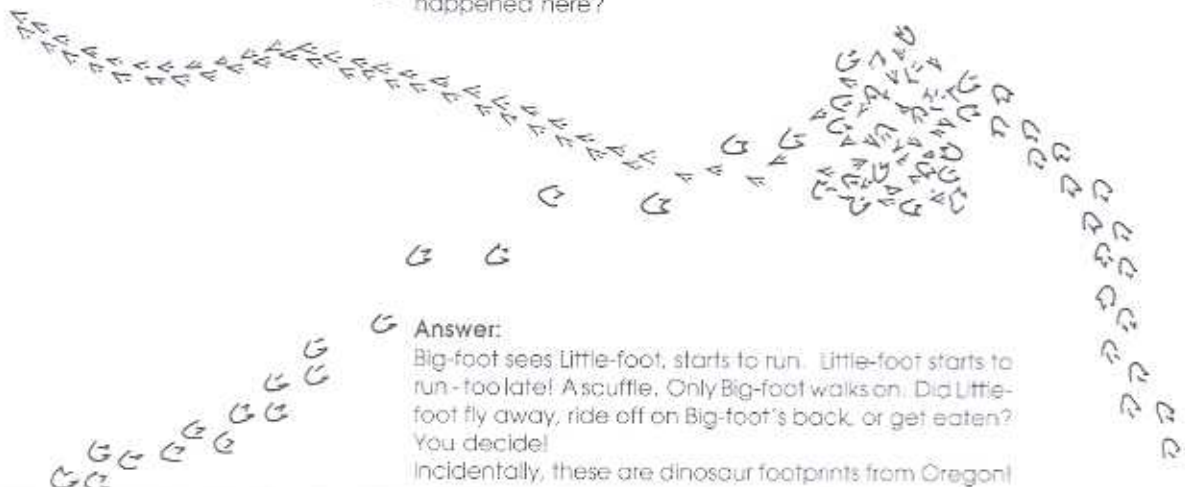 happened here?
Answer:
Big-foot sees Little-foot, starts to run. Little-foot starts to
run - too late! A scuffle. Only Big-foot walks on. Did Little-
foot fly away, ride off on Big-foot's back, or get eaten?
You decide!
Incidentally, these are dinosaur footprints from Oregon!